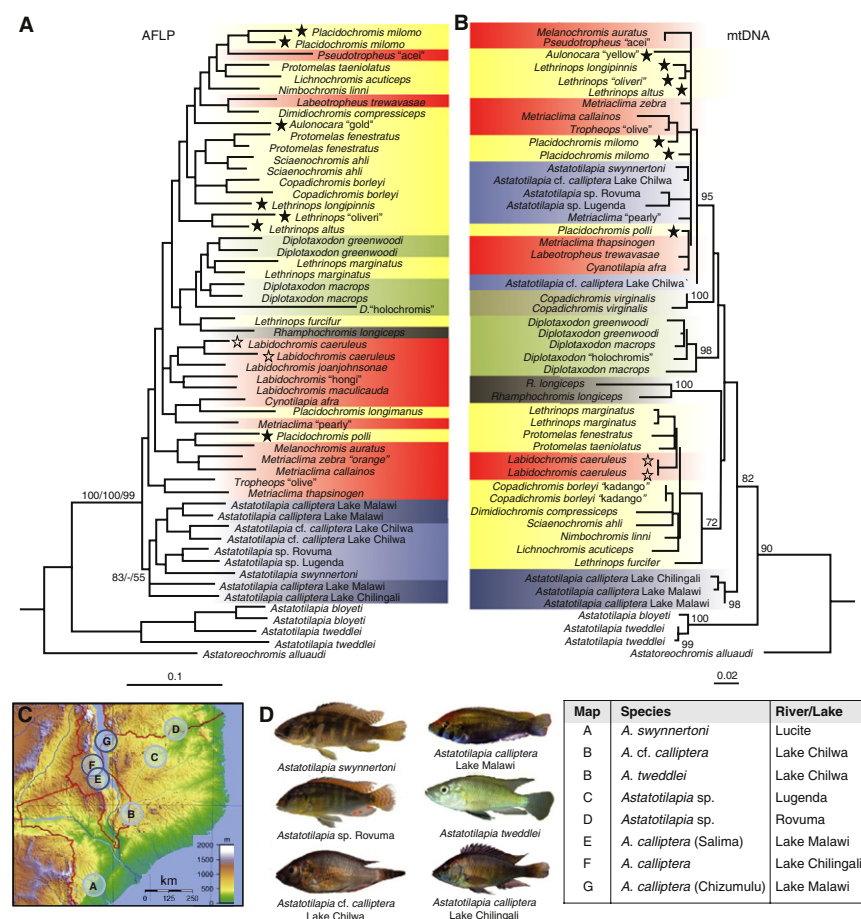 A
AFLP
Placidochromis milomo
Placidochromis milomo
Pseudotropheus "acei"
Protomelas taeniolatus
Lichnochromis acuticeps
Nimbochromis linni
Labeotropheus trewavasae
Dimidiochromis compressiceps
Aulonocara "gold"
Protomelas fenestratus
Protomelas fenestratus
Sciaenochromis ahli
Sciaenochromis ahli
Copadichromis borleyi
Copadichromis borleyi
Lethrinops longipinnis
Lethrinops "oliveri"
Lethrinops altus
Diplotaxodon greenwoodi
Diplotaxodon greenwoodi
Lethrinops marginatus
Lethrinops marginatus
Diplotaxodon macrops
Diplotaxodon macrops
D."holochromis"
Lethrinops furcifur
Rhamphochromis longiceps
Labidochromis caeruleus
Labidochromis caeruleus
Labidochromis joanjohnsonae
Labidochromis "hongi"
Labidochromis maculicauda
Cynotilapia afra
Placidochromis longimanus
Metriaclima "pearly"
Placidochromis polli
Melanochromis auratus
Metriaclima zebra "orange"
Metriaclima callainos
Tropheops "olive"
Metriaclima thapsinogen
100/100/99
Astatotilapia calliptera Lake Malawi
Astatotilapia calliptera Lake Malawi
Astatotilapia cf. calliptera Lake Chilwa
Astatotilapia cf. calliptera Lake Chilwa
Astatotilapia sp. Rovuma
Astatotilapia sp. Lugenda
Astatotilapia swynnertoni
83/-/55
Astatotilapia calliptera Lake Malawi
Astatotilapia calliptera Lake Chilingali
Astatotilapia bloyeti
Astatotilapia bloyeti
Astatotilapia tweddlei
Astatotilapia tweddlei
Astatoreochromis alluaudi
0.1
B
mtDNA
Melanochromis auratus
Pseudotropheus "acei"
Aulonocara "yellow"
Lethrinops longipinnis
Lethrinops "oliveri"
Lethrinops altus
Metriaclima zebra
Metriaclima callainos
Tropheops "olive"
Placidochromis milomo
Placidochromis milomo
Astatotilapia swynnertoni
Astatotilapia cf. calliptera Lake Chilwa
Astatotilapia sp. Rovuma
Astatotilapia sp. Lugenda
Metriaclima "pearly"
95
Placidochromis polli
Metriaclima thapsinogen
Labeotropheus trewavasae
Cyanotilapia afra
Astatotilapia cf. calliptera Lake Chilwa`
Copadichromis virginalis
Copadichromis virginalis
100
Diplotaxodon greenwoodi
Diplotaxodon greenwoodi
Diplotaxodon macrops
Diplotaxodon "holochromis"
Diplotaxodon macrops
98
R. longiceps
Rhamphochromis longiceps
100
Lethrinops marginatus
Lethrinops marginatus
Protomelas fenestratus
Protomelas taeniolatus
Labidochromis caeruleus
Labidochromis caeruleus
Copadichromis borleyi "kadango"
Copadichromis borleyi "kadango"
Dimidiochromis compressiceps
Sciaenochromis ahli
Nimbochromis linni
Lichnochromis acuticeps
Lethrinops furcifer
72
82
90
Astatotilapia calliptera Lake Chilingali
Astatotilapia calliptera Lake Malawi
Astatotilapia calliptera Lake Malawi
98
Astatotilapia bloyeti
100
Astatotilapia tweddlei
Astatotilapia tweddlei
99
Astatoreochromis alluaudi
0.02
C
G
D
C
F
E
B
A
km
0 250
m
2000
1500
1000
500
0
D
Astatotilapia swynnertoni
Astatotilapia calliptera
Lake Malawi
Astatotilapia sp. Rovuma
Astatotilapia tweddlei
Astatotilapia cf. calliptera
Lake Chilwa
Astatotilapia calliptera
Lake Chilingali
Map Species River/Lake
A A. swynnertoni Lucite
B A. cf. calliptera Lake Chilwa
B A. tweddlei Lake Chilwa
C Astatotilapia sp. Lugenda
D Astatotilapia sp. Rovuma
E A. calliptera (Salima) Lake Malawi
F A. calliptera Lake Chilingali
G A. calliptera (Chizumulu) Lake Malawi